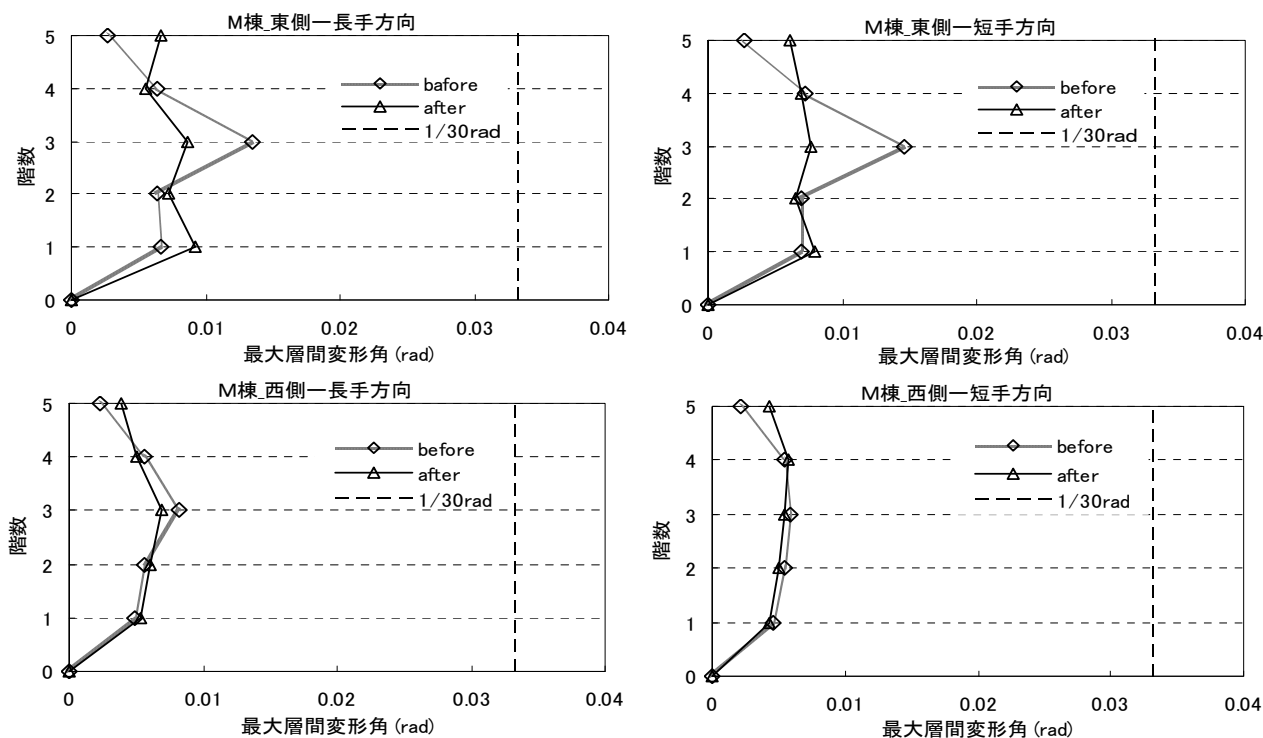 M棟_東側ー長手方向
5
4
3
2
1
0
階数
bafore
after
1/30rad
0 0.01 0.02 0.03 0.04
最大層間変形角(rad)
M棟_東側ー短手方向
5
4
3
2
1
0
階数
before
after
1/30rad
0 0.01 0.02 0.03 0.04
最大層間変形角(rad)
M棟_西側ー長手方向
5
4
3
2
1
0
階数
before
after
1/30rad
0 0.01 0.02 0.03 0.04
最大層間変形角(rad)
M棟_西側ー短手方向
5
4
3
2
1
0
階数
before
after
1/30rad
0 0.01 0.02 0.03 0.04
最大層間変形角(rad)